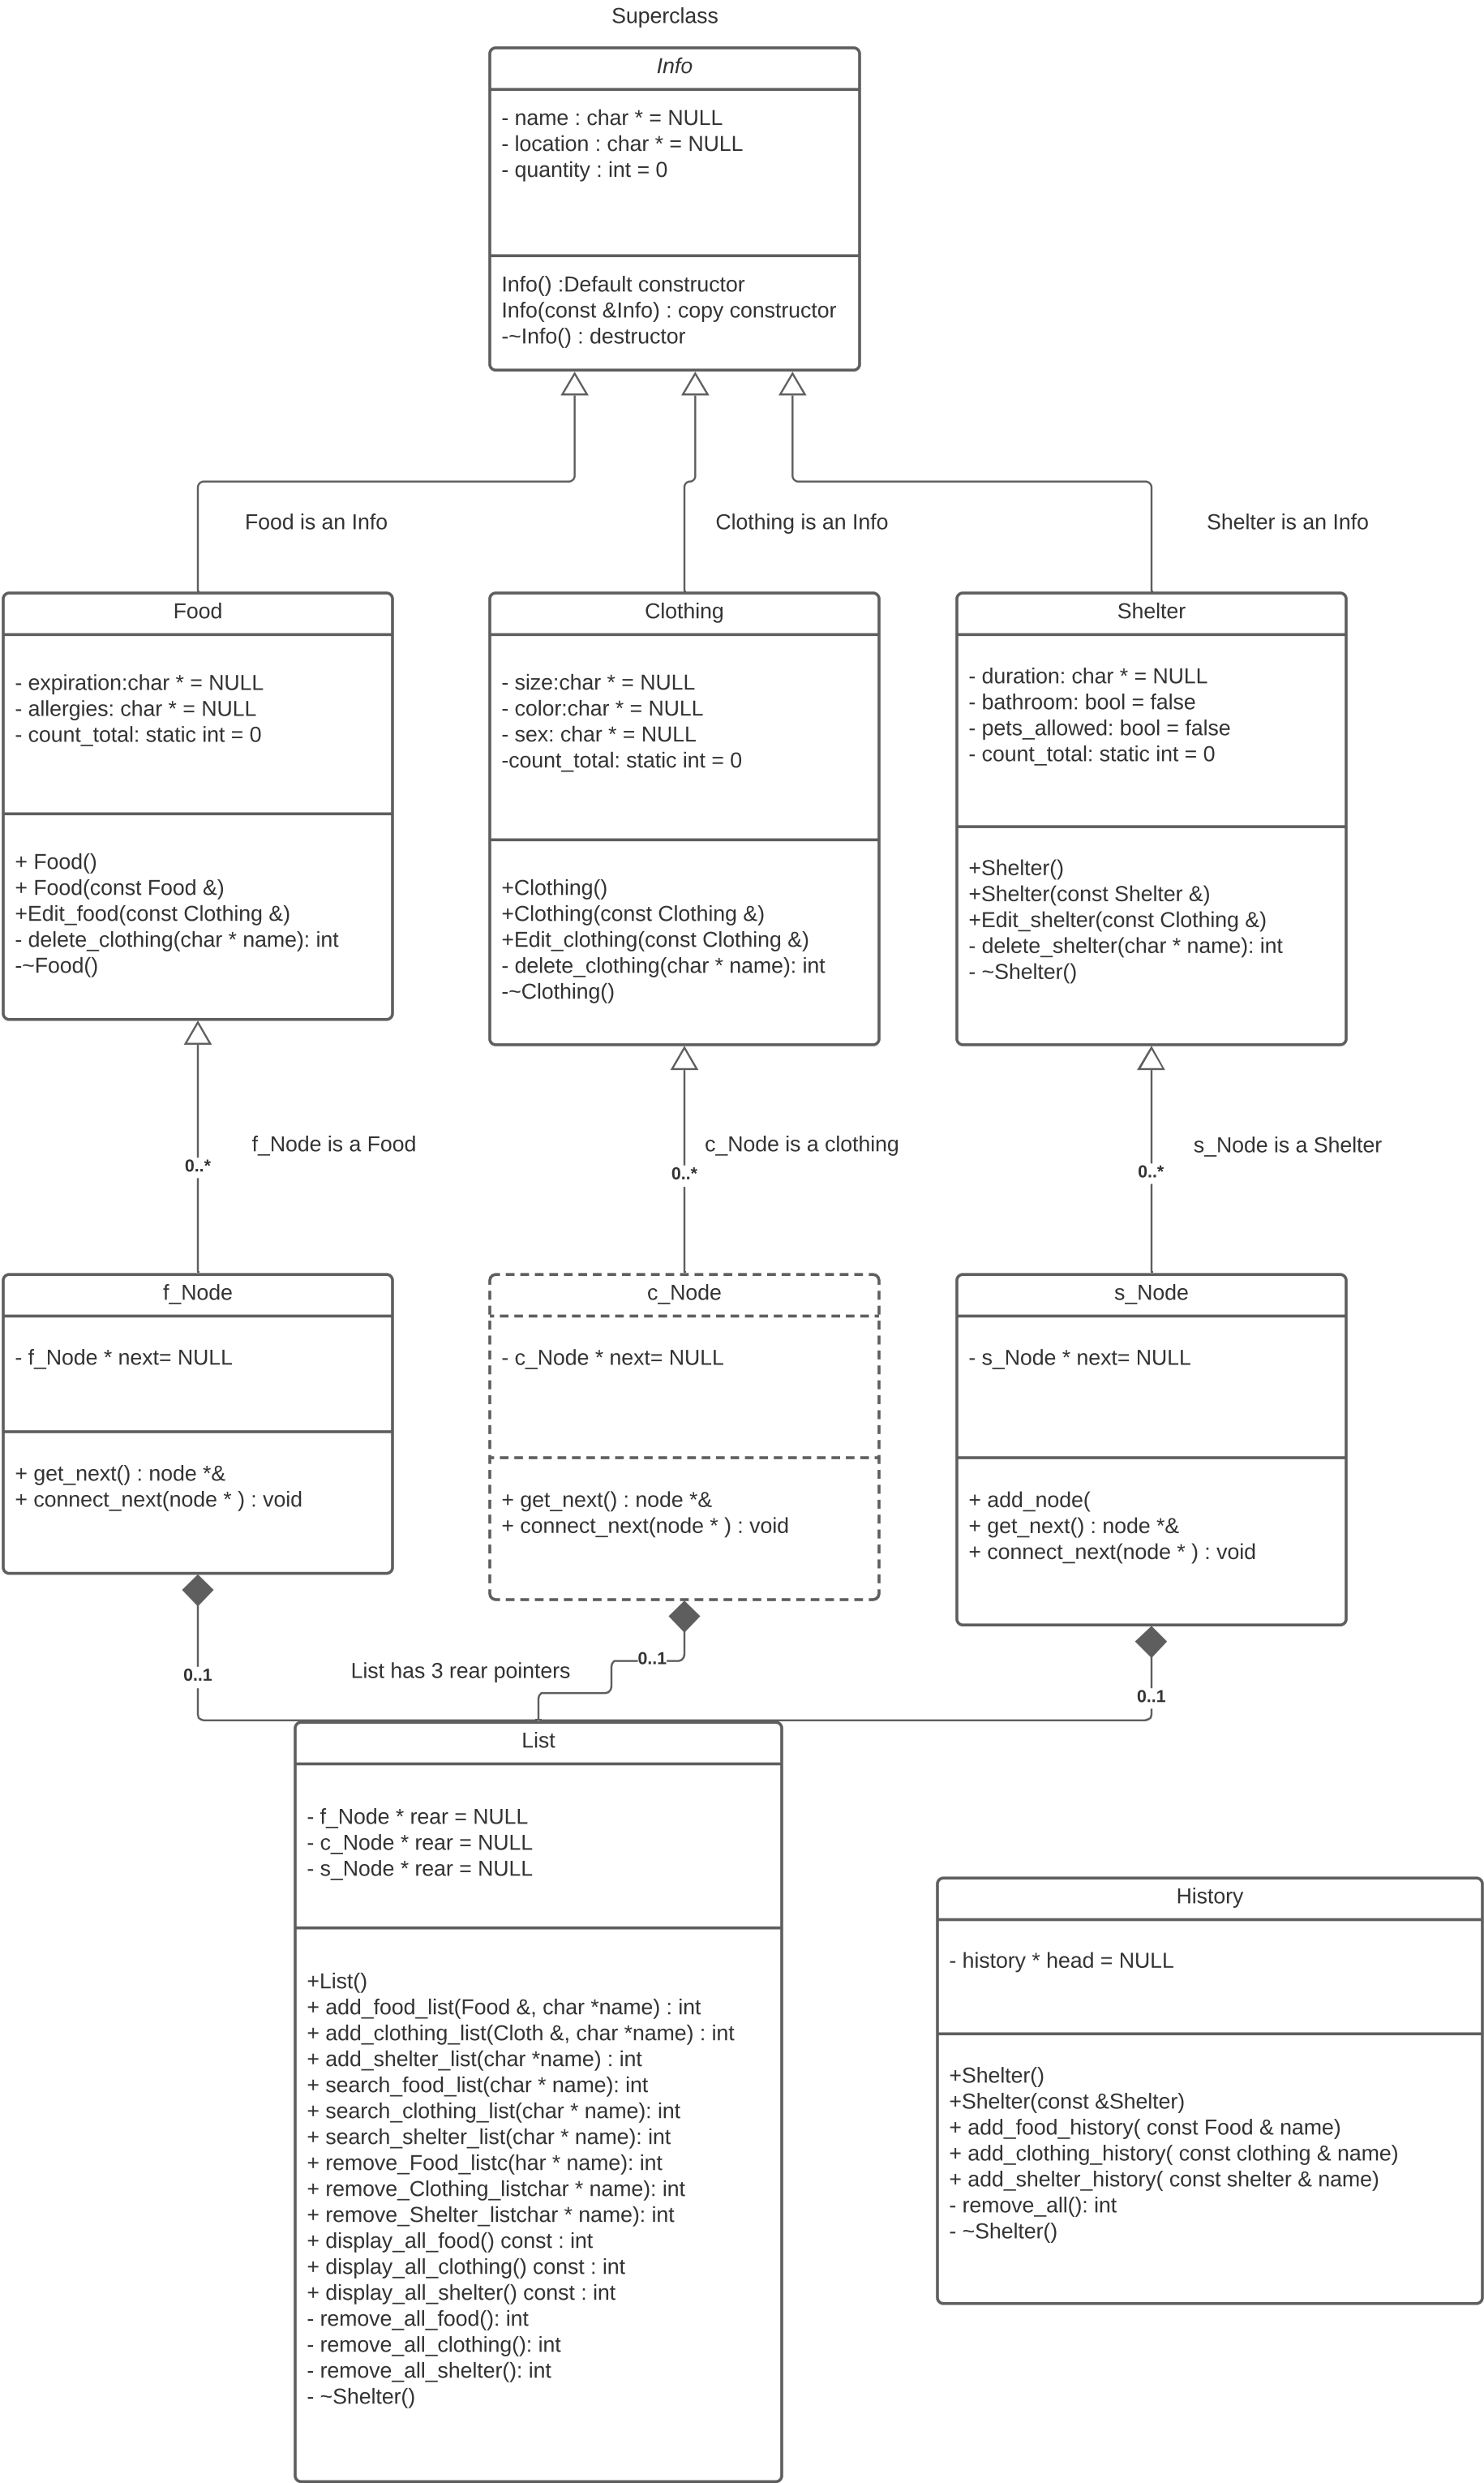 Superclass
Info
- name : char * = NULL
- location : char * = NULL
- quantity : int = 0
Info() :Default constructor
Info(const &Info) : copy constructor
-~Info() : destructor
Food is an Info
Clothing is an Info
Shelter is an Info
Food
- expiration:char * = NULL
- allergies: char * = NULL
- count_total: static int = 0
+ Food()
+ Food(const Food &)
+Edit_food(const Clothing &)
- delete_clothing(char * name): int
-~Food()
Clothing
- size:char * = NULL
- color:char * = NULL
- sex: char * = NULL
-count_total: static int = 0
+Clothing()
+Clothing(const Clothing &)
+Edit_clothing(const Clothing &)
- delete_clothing(char * name): int
-~Clothing()
Shelter
- duration: char * = NULL
- bathroom: bool = false
- pets_allowed: bool = false
- count_total: static int = 0
+Shelter()
+Shelter(const Shelter &)
+Edit_shelter(const Clothing &)
- delete_shelter(char * name): int
- ~Shelter()
f_Node is a Food
0..*
c_Node is a clothing
0..*
s_Node is a Shelter
0..*
f_Node
- f_Node * next= NULL
+ get_next() : node *&
+ connect_next(node * ) : void
c_Node
- c_Node * next= NULL
+ get_next() : node *&
+ connect_next(node * ) : void
s_Node
- s_Node * next= NULL
+ add_node(
+ get_next() : node *&
+ connect_next(node * ) : void
0..1
List has 3 rear pointers
0..1
0..1
List
- f_Node * rear = NULL
- c_Node * rear = NULL
- s_Node * rear = NULL
+List()
+ add_food_list(Food &, char *name) : int
+ add_clothing_list(Cloth &, char *name) : int
+ add_shelter_list(char *name) : int
+ search_food_list(char * name): int
+ search_clothing_list(char * name): int
+ search_shelter_list(char * name): int
+ remove_Food_listc(har * name): int
+ remove_Clothing_listchar * name): int
+ remove_Shelter_listchar * name): int
+ display_all_food() const : int
+ display_all_clothing() const : int
+ display_all_shelter() const : int
- remove_all_food(): int
- remove_all_clothing(): int
- remove_all_shelter(): int
- ~Shelter()
History
- history * head = NULL
+Shelter()
+Shelter(const &Shelter)
+ add_food_history( const Food & name)
+ add_clothing_history( const clothing & name)
+ add_shelter_history( const shelter & name)
- remove_all(): int
- ~Shelter()